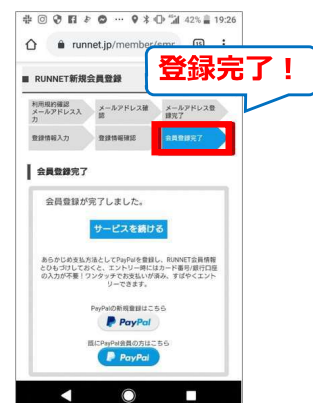 42% 19:26
runnet.jp/member/
登録完了！
RUNNET新規会員登録
利用規約確認
メールアドレス入
力
メールアドレス確
認
メールアドレス登
録完了
登録情報入力
登録情報確認
会員登録完了
会員登録完了
会員登録が完了しました。
サービスを続ける
あらかじめ支払方法としてPayPalを登録し、RUNNET会員情報
とひもづけしておくと、エントリー時にはカード番号/銀行口座
の入力が不要！ワンタッチでお支払いが済み、すばやくエント
リーできます。
PayPalの新規登録はこちら
PayPal
既にPayPal会員の方はこちら
PayPal